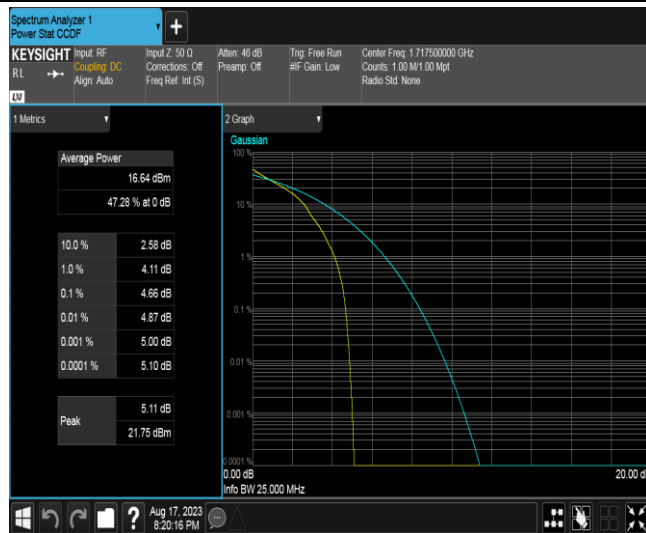 Spectrum Analyzer 1
Power Stat CCDF
+
KEYSIGHT
RL
LXI
Input: RF
Coupling: DC
Align: Auto
Input Z: 50 Ω
Corrections: Off
Freq Ref: Int (S)
Atten: 46 dB
Preamp: Off
Trig: Free Run
#IF Gain: Low
Center Freq: 1.717500000 GHz
Counts: 1.00 M/1.00 Mpt
Radio Std: None
1 Metrics
Average Power
16.64 dBm
47.28 % at 0 dB
10.0 % 2.58 dB
1.0 % 4.11 dB
0.1 % 4.66 dB
0.01 % 4.87 dB
0.001 % 5.00 dB
0.0001 % 5.10 dB
Peak
5.11 dB
21.75 dBm
2 Graph
Gaussian
100 %
10 %
1 %
0.1 %
0.01 %
0.001 %
0.0001 %
0.00 dB 20.00 d
Info BW 25.000 MHz
?
Aug 17, 2023
8:20:16 PM